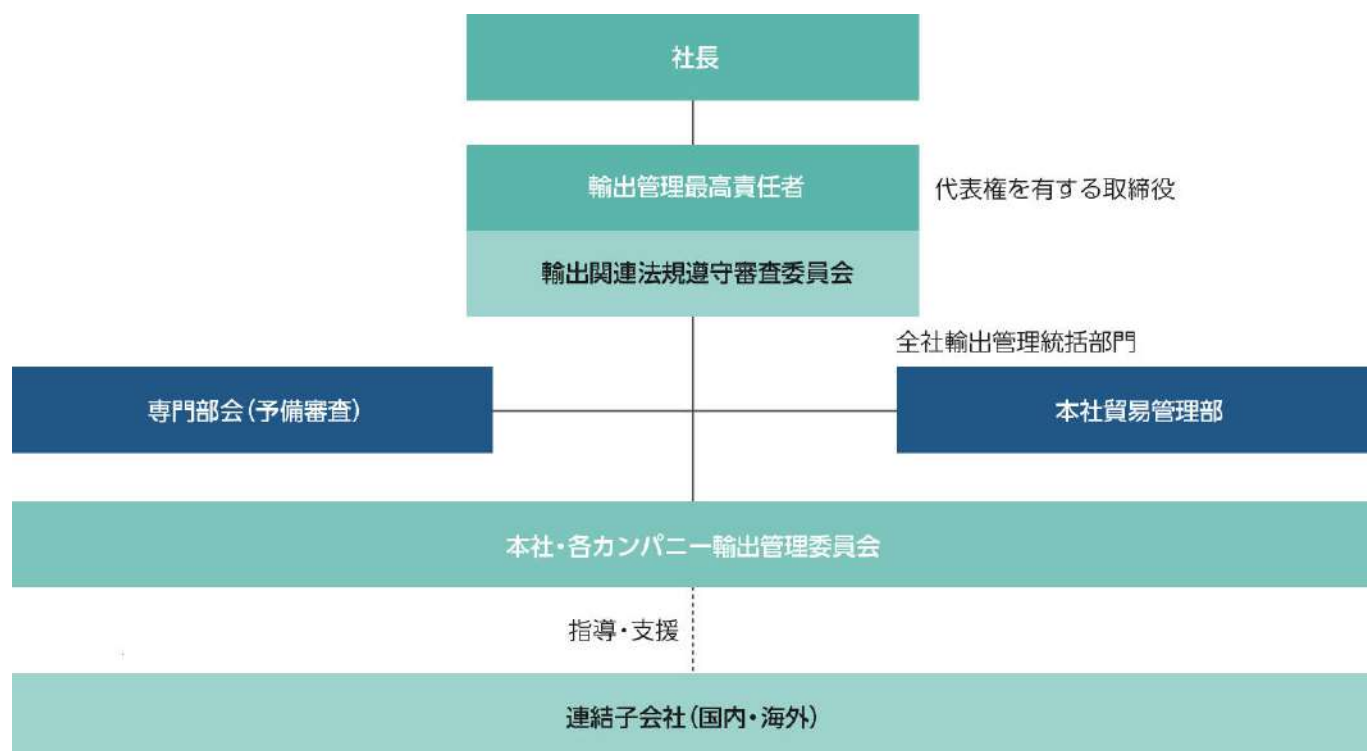 社長
輸出管理最高責任者
代表権を有する取締役
輸出関連法規遵守審査委員会
全社輸出管理統括部門
専門部会(予備審査)
本社貿易管理部
本社・各カンパニー輸出管理委員会
指導・支援
連結子会社(国内・海外)